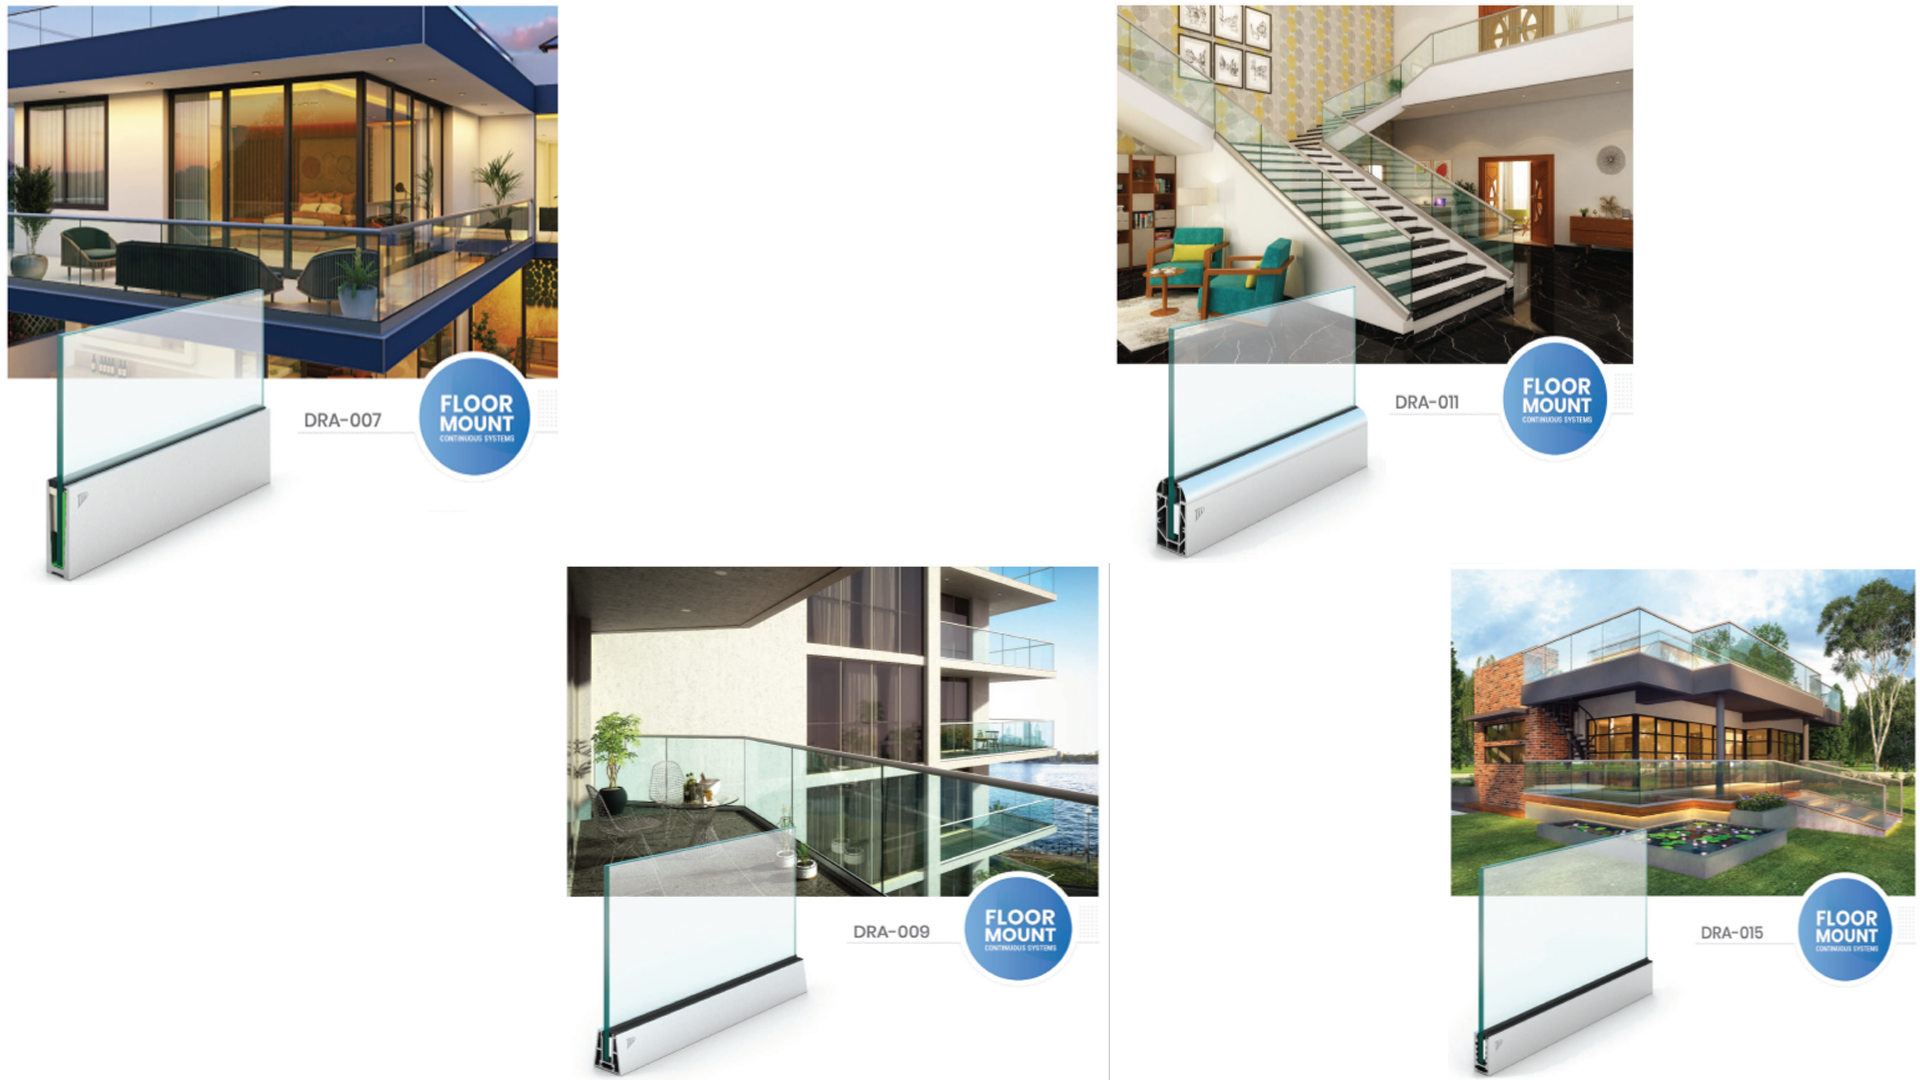 DRA-007
FLOOR
MOUNT
CONTINUOUS SYSTEMS
DRA-011
FLOOR
MOUNT
CONTINUOUS SYSTEMS
DRA-009
FLOOR
MOUNT
CONTINUOUS SYSTEMS
DRA-015
FLOOR
MOUNT
CONTINUOUS SYSTEMS